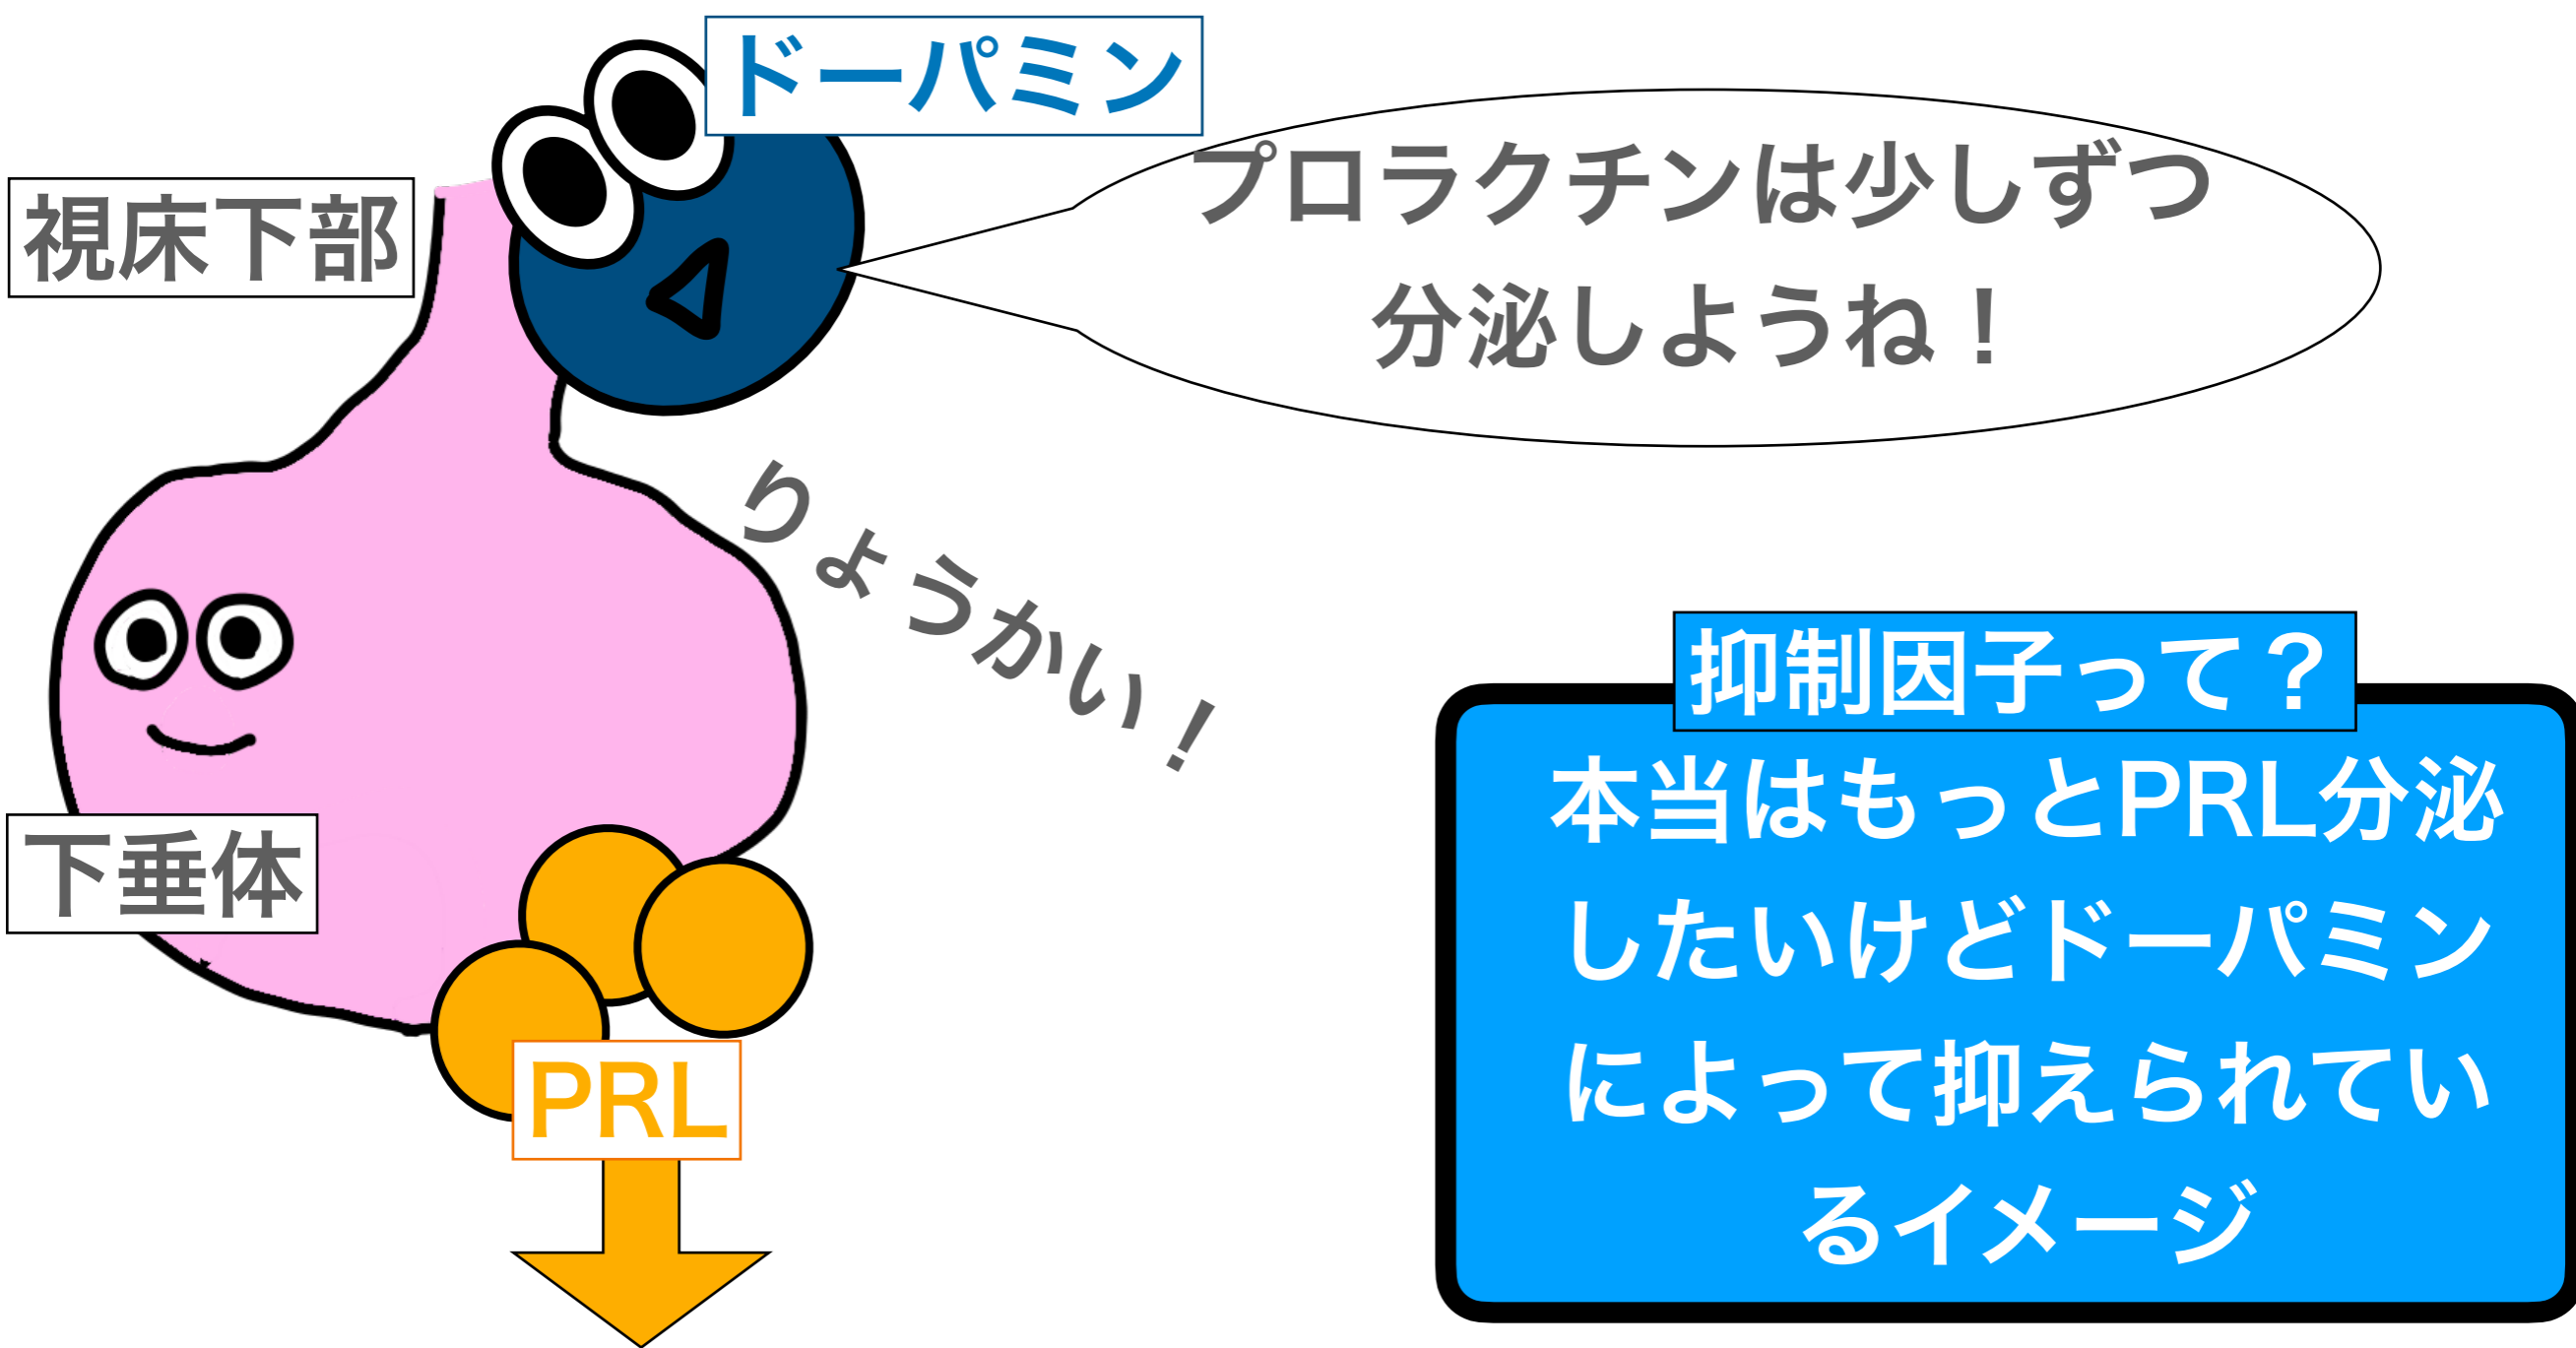 ドーパミン
視床下部
プロラクチンは少しずつ
分泌しようね！
りょうかい！
下垂体
PRL
抑制因子って？
本当はもっとPRL分泌
したいけどドーパミン
によって抑えられてい
るイメージ